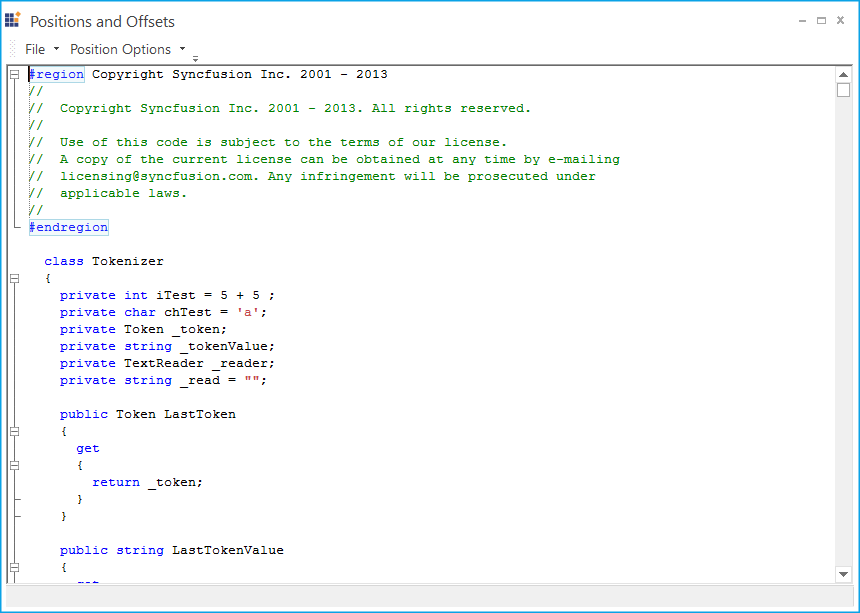 Positions and Offsets
File Position Options
#region Copyright Syncfusion Inc. 2001 - 2013
//
//  Copyright Syncfusion Inc. 2001 - 2013. All rights reserved.
//
//  Use of this code is subject to the terms of our license.
//  A copy of the current license can be obtained at any time by e-mailing
//  licensing@syncfusion.com. Any infringement will be prosecuted under
//  applicable laws.
//
#endregion
class Tokenizer
{
private int iTest = 5 + 5 ;
private char chTest = 'a';
private Token _token;
private string _tokenValue;
private TextReader _reader;
private string _read = "";
public Token LastToken
{
get
{
return _token;
}
}
public string LastTokenValue
{